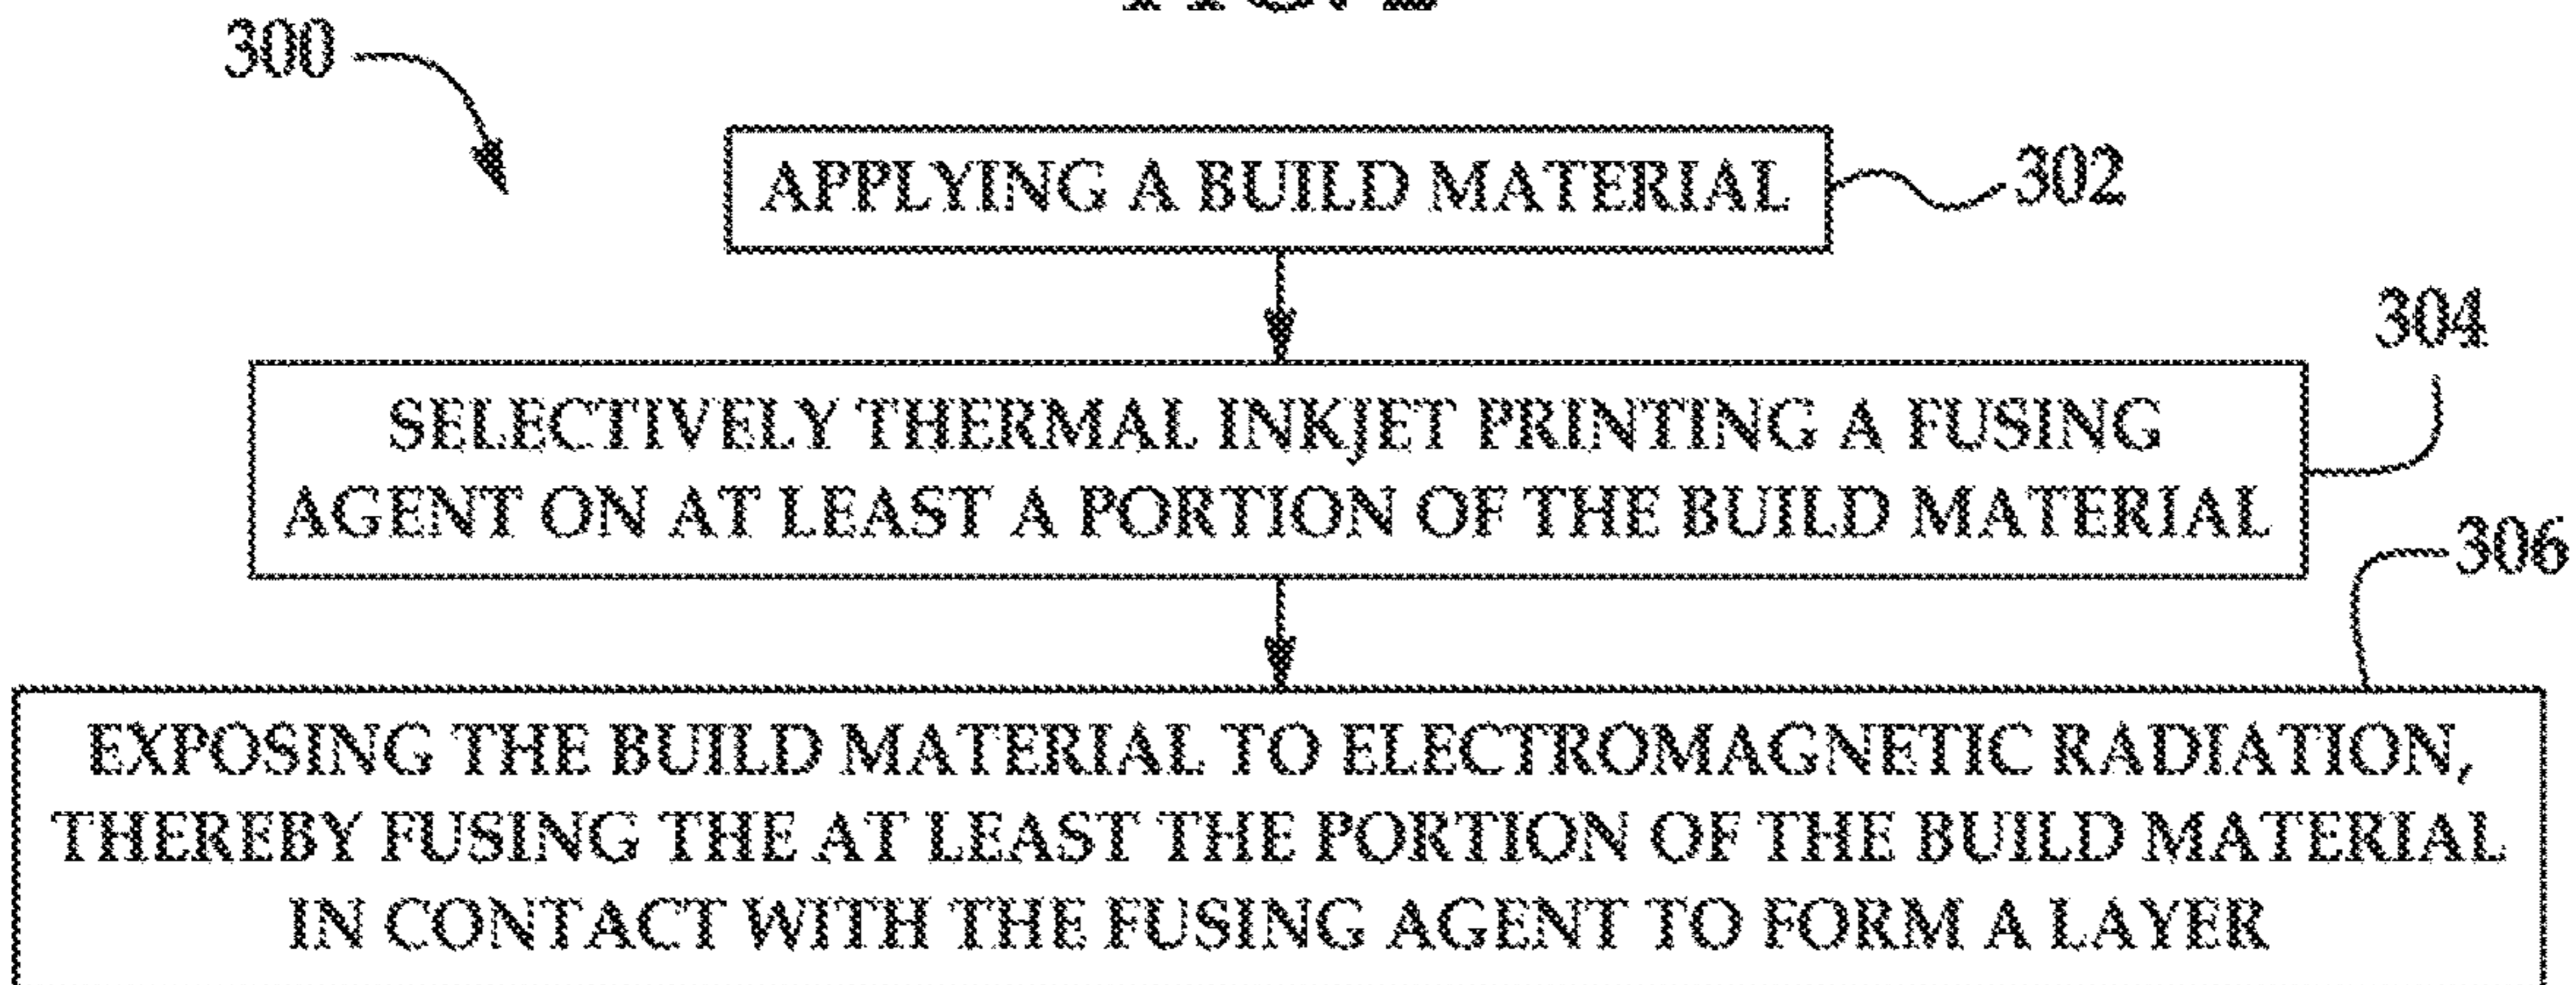 300
APPLYING A BUILD MATERIAL
302
304
SELECTIVELY THERMAL INKJET PRINTING A FUSING
AGENT ON AT LEAST A PORTION OF THE BUILD MATERIAL
306
EXPOSING THE BUILD MATERIAL TO ELECTROMAGNETIC RADIATION,
THEREBY FUSING THE AT LEAST THE PORTION OF THE BUILD MATERIAL
IN CONTACT WITH THE FUSING AGENT TO FORM A LAYER